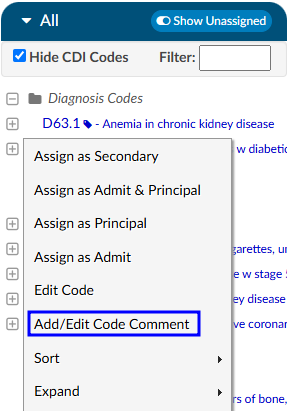 All
Show Unassigned
Hide CDI Codes Filter:
Diagnosis Codes
D63.1 - Anemia in chronic kidney disease
w diabetic
Assign as Secondary
Assign as Admit & Principal
Assign as Principal
Assign as Admit
garettes,
e w stage
Edit Code
ey disease
Add/Edit Code Comment
ve coronar
Sort
Expand
rs of bone,